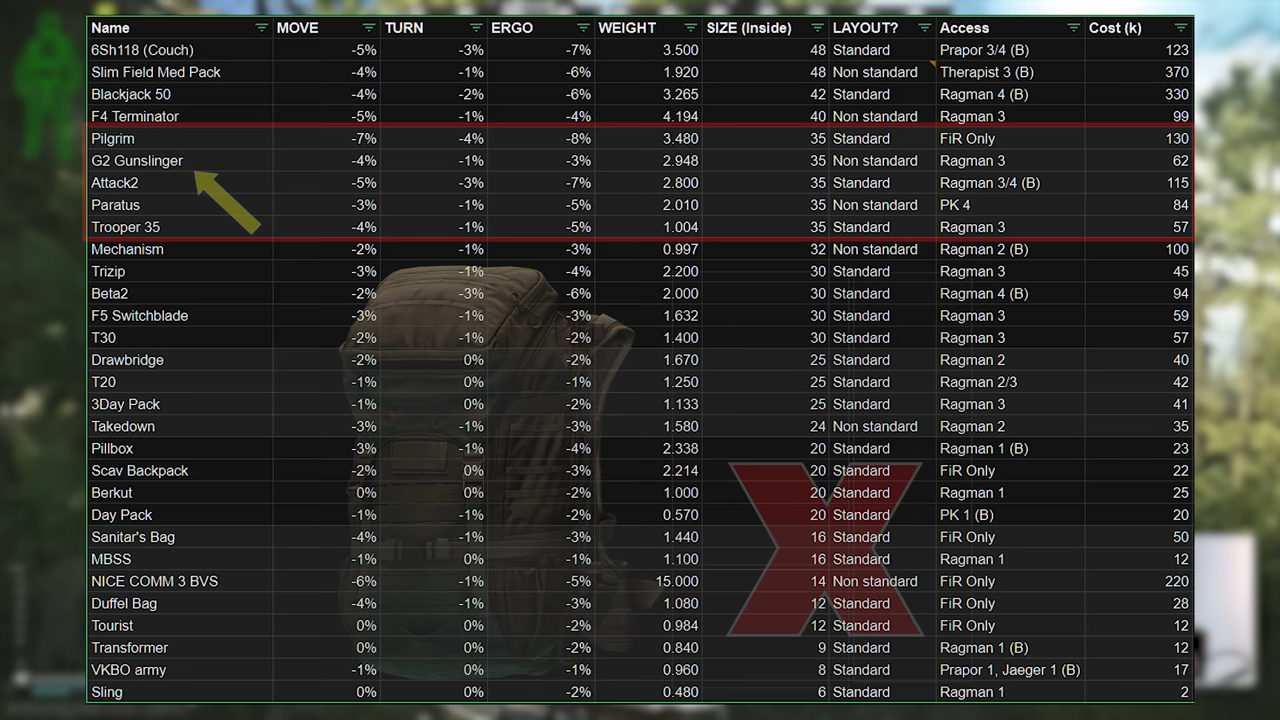 Name MOVE TURN ERGO WEIGHT SIZE (Inside) LAYOUT? Access Cost (k)
6Sh118 (Couch) -5% -3% -7% 3.500 48 Standard Prapor 3/4 (B) 123
Slim Field Med Pack -4% -1% -6% 1.920 48 Non standard Therapist 3 (B) 370
Blackjack 50 -4% -2% -6% 3.265 42 Standard Ragman 4 (B) 330
F4 Terminator -5% -1% -4% 4.194 40 Non standard Ragman 3 99
Pilgrim -7% -4% -8% 3.480 35 Standard FiR Only 130
G2 Gunslinger -4% -1% -3% 2.948 35 Non standard Ragman 3 62
Attack2 -5% -3% -7% 2.800 35 Standard Ragman 3/4 (B) 115
Paratus -3% -1% -5% 2.010 35 Non standard PK 4 84
Trooper 35 -4% -1% -5% 1.004 35 Standard Ragman 3 57
Mechanism -2% -1% -3% 0.997 32 Non standard Ragman 2 (B) 100
Trizip -3% -1% -4% 2.200 30 Standard Ragman 3 45
Beta2 -2% -3% -6% 2.000 30 Standard Ragman 4 (B) 94
F5 Switchblade -3% -1% -3% 1.632 30 Standard Ragman 3 59
T30 -2% -1% -2% 1.400 30 Standard Ragman 3 57
Drawbridge -2% 0% -2% 1.670 25 Standard Ragman 2 40
T20 -1% 0% -1% 1.250 25 Standard Ragman 2/3 42
3Day Pack -1% 0% -2% 1.133 25 Standard Ragman 3 41
Takedown -3% -1% -3% 1.580 24 Non standard Ragman 2 35
Pillbox -3% -1% -4% 2.338 20 Standard Ragman 1 (B) 23
Scav Backpack -2% 0% -3% 2.214 20 Standard FiR Only 22
Berkut 0% 0% -2% 1.000 20 Standard Ragman 1 25
Day Pack -1% -1% -2% 0.570 20 Standard PK 1 (B) 20
Sanitar's Bag -4% -1% -3% 1.440 16 Standard FiR Only 50
MBSS -1% 0% -1% 1.100 16 Standard Ragman 1 12
NICE COMM 3 BVS -6% -1% -5% 15.000 14 Non standard FiR Only 220
Duffel Bag -4% -1% -3% 1.080 12 Standard FiR Only 28
Tourist 0% 0% -2% 0.984 12 Standard FiR Only 12
Transformer 0% 0% -2% 0.840 9 Standard Ragman 1 (B) 12
VKBO army -1% 0% -1% 0.960 8 Standard Prapor 1, Jaeger 1 (B) 17
Sling 0% 0% -2% 0.480 6 Standard Ragman 1 2